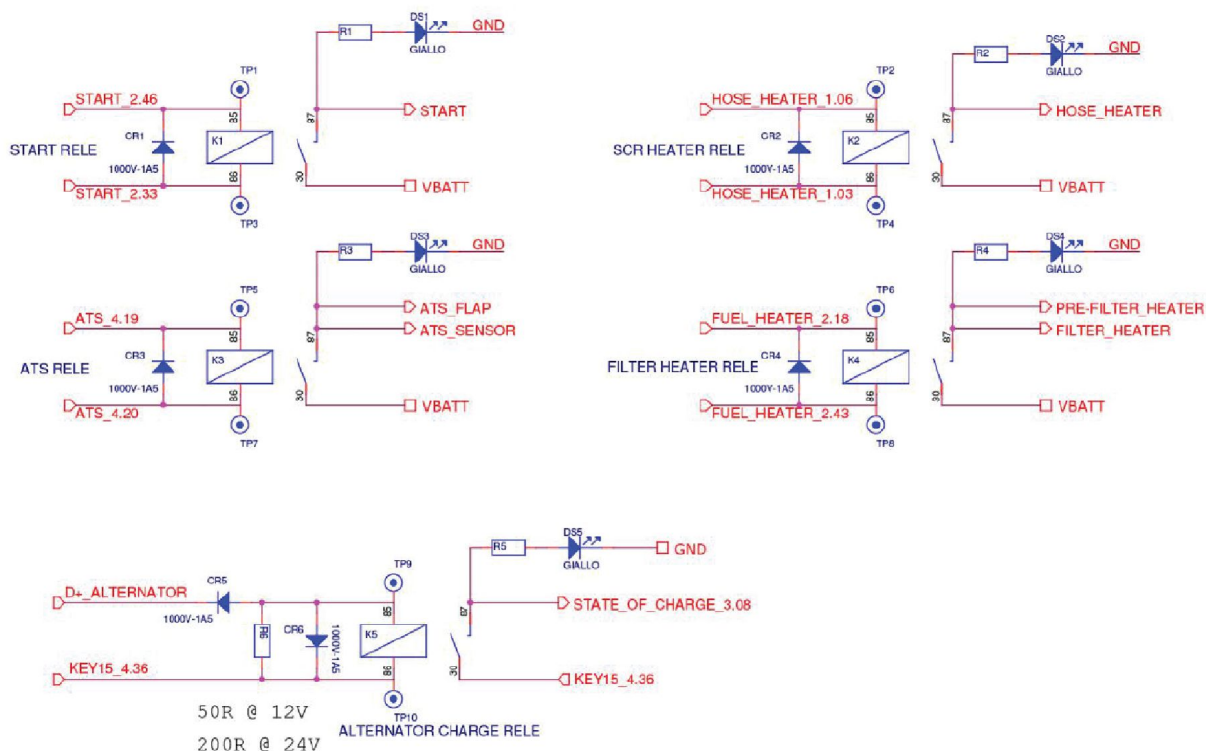 R1
DS1
GIALLO
GND
TP1
START_2.46
CR1
85
K1
86
START RELE
1000V-1A5
START_2.33
TP3
87
START
30
VBATT
R2
DS2
GIALLO
GND
TP2
HOSE_HEATER_1.06
CR2
85
K2
86
SCR HEATER RELE
1000V-1A5
HOSE_HEATER_1.03
TP4
87
HOSE_HEATER
30
VBATT
R3
DS3
GIALLO
GND
TP5
ATS_4.19
CR3
85
K3
86
ATS RELE
1000V-1A5
ATS_4.20
TP7
ATS_FLAP
ATS_SENSOR
87
30
VBATT
R4
DS4
GIALLO
GND
TP6
FUEL_HEATER_2.18
CR4
85
K4
86
FILTER HEATER RELE
1000V-1A5
FUEL_HEATER_2.43
TP8
PRE-FILTER_HEATER
FILTER_HEATER
87
30
VBATT
R5
DS5
GIALLO
GND
TP9
D+_ALTERNATOR
CR5
1000V-1A5
R6
CR6
1000V-1A5
85
K5
86
KEY15_4.36
TP10
87
STATE_OF_CHARGE_3.08
30
KEY15_4.36
50R @ 12V
200R @ 24V
ALTERNATOR CHARGE RELE